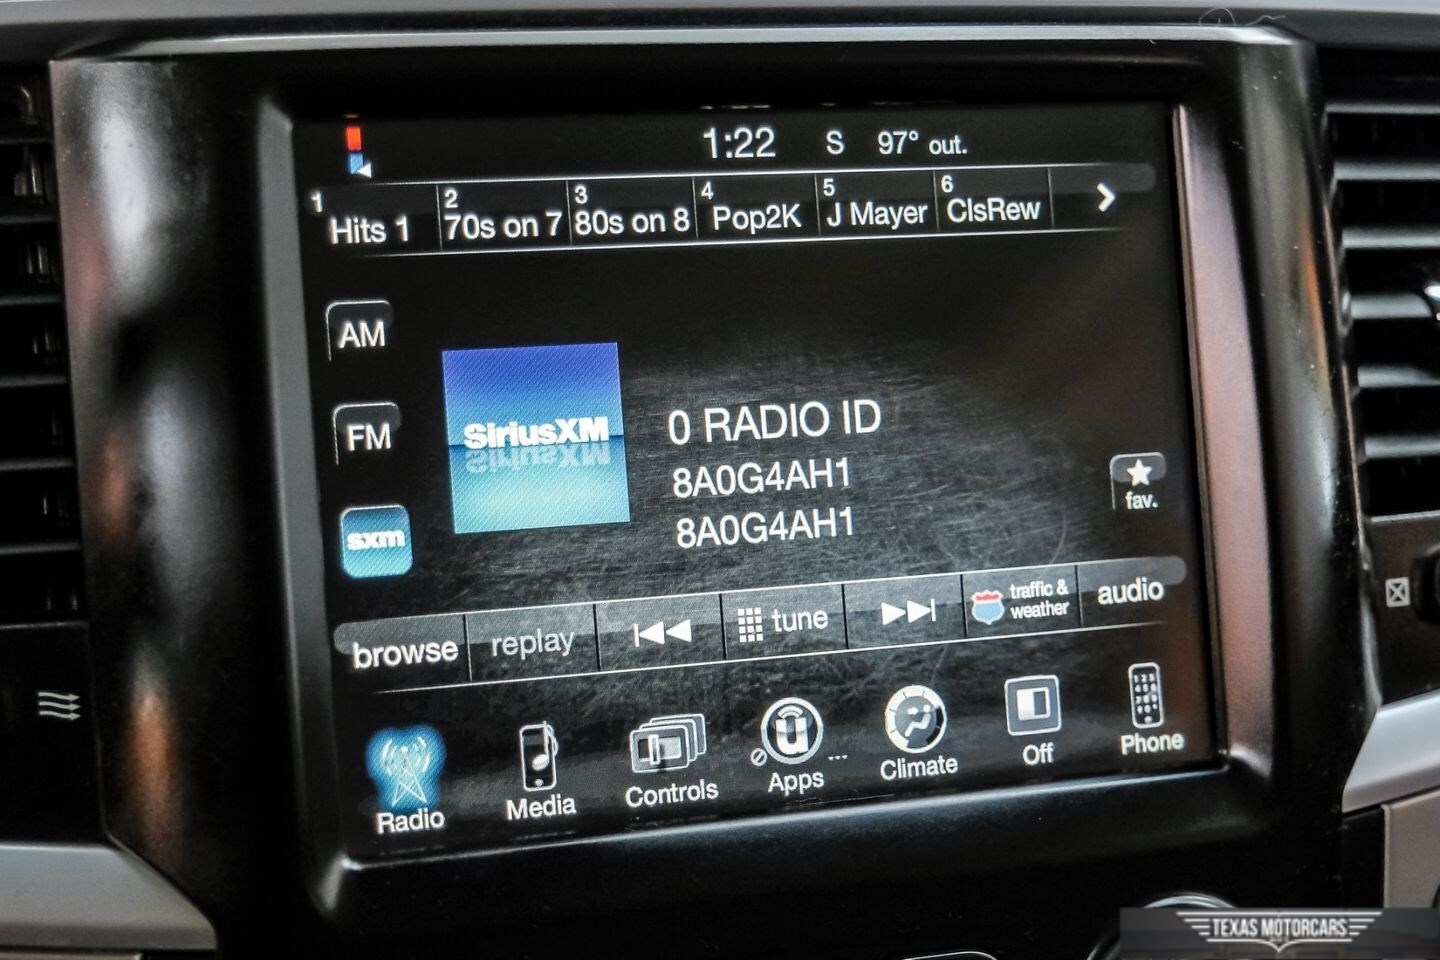 1:22 S 97° out.
1 Hits 1 2 70s on 7 3 80s on 8 4 Pop2K 5 J Mayer 6 ClsRew
AM
FM
sxm
SiriusXM
0 RADIO ID
8A0G4AH1
8A0G4AH1
fav.
browse replay tune traffic & weather audio
Radio Media Controls Apps Climate Off Phone
TEXAS MOTORCARS